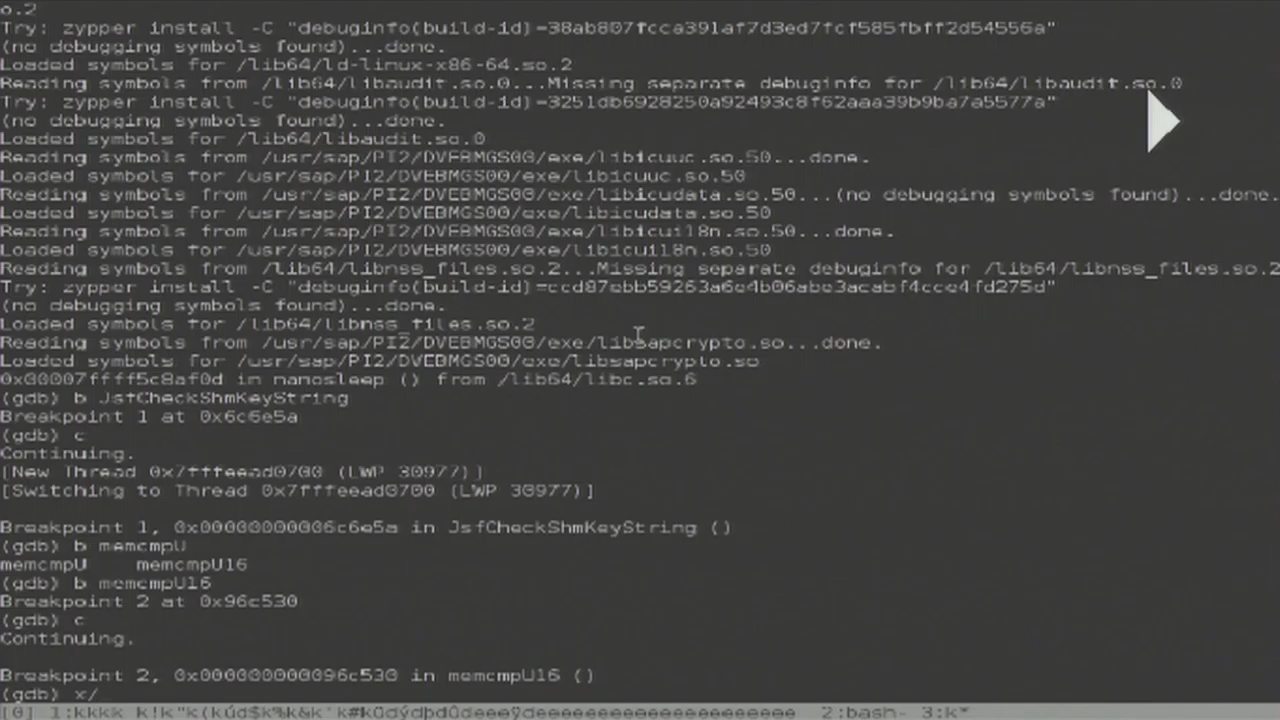 o.2
Try: zypper install -C "debuginfo(build-id)=38ab807fcca391af7d3ed7fcf585fbff2d54556a"
(no debugging symbols found)...done.
Loaded symbols for /lib64/ld-linux-x86-64.so.2
Reading symbols from /lib64/libaudit.so.0...Missing separate debuginfo for /lib64/libaudit.so.0
Try: zypper install -C "debuginfo(build-id)=3251db6928250a92493c8f62aaa39b9ba7a5577a"
(no debugging symbols found)...done.
Loaded symbols for /lib64/libaudit.so.0
Reading symbols from /usr/sap/PI2/DVEBMGS00/exe/libicuuc.so.50...done.
Loaded symbols for /usr/sap/PI2/DVEBMGS00/exe/libicuuc.so.50
Reading symbols from /usr/sap/PI2/DVEBMGS00/exe/libicudata.so.50...(no debugging symbols found)...done.
Loaded symbols for /usr/sap/PI2/DVEBMGS00/exe/libicudata.so.50
Reading symbols from /usr/sap/PI2/DVEBMGS00/exe/libicui18n.so.50...done.
Loaded symbols for /usr/sap/PI2/DVEBMGS00/exe/libicui18n.so.50
Reading symbols from /lib64/libnss_files.so.2...Missing separate debuginfo for /lib64/libnss_files.so.2
Try: zypper install -C "debuginfo(build-id)=ccd87ebb59263a6e4b06abe3acabf4cce4fd275d"
(no debugging symbols found)...done.
Loaded symbols for /lib64/libnss_files.so.2
Reading symbols from /usr/sap/PI2/DVEBMGS00/exe/libsapcrypto.so...done.
Loaded symbols for /usr/sap/PI2/DVEBMGS00/exe/libsapcrypto.so
0x00007ffff5c8af0d in nanosleep () from /lib64/libc.so.6
(gdb) b JsfCheckShmKeyString
Breakpoint 1 at 0x6c6e5a
(gdb) c
Continuing.
[New Thread 0x7fffeead0700 (LWP 30977)]
[Switching to Thread 0x7fffeead0700 (LWP 30977)]
Breakpoint 1, 0x00000000006c6e5a in JsfCheckShmKeyString ()
(gdb) b memcmpU
memcmpU memcmpU16
(gdb) b memcmpU16
Breakpoint 2 at 0x96c530
(gdb) c
Continuing.
Breakpoint 2, 0x000000000096c530 in memcmpU16 ()
(gdb) x/
[0] 2:bash- 3:k*